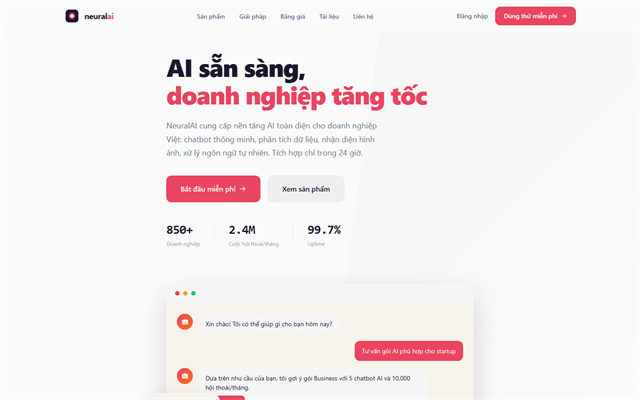 neuralai
Sản phẩm
Giải pháp
Bảng giá
Tài liệu
Liên hệ
Đăng nhập
Dùng thử miễn phí →
AI sẵn sàng,
doanh nghiệp tăng tốc
NeuralAI cung cấp nền tảng AI toàn diện cho doanh nghiệp
Việt: chatbot thông minh, phân tích dữ liệu, nhận diện hình
ảnh, xử lý ngôn ngữ tự nhiên. Tích hợp chỉ trong 24 giờ.
Bắt đầu miễn phí →
Xem sản phẩm
850+
Doanh nghiệp
2.4M
Cuộc hội thoại/tháng
99.7%
Uptime
Xin chào! Tôi có thể giúp gì cho bạn hôm nay?
Tư vấn gói AI phù hợp cho startup
Dựa trên nhu cầu của bạn, tôi gợi ý gói Business với 5 chatbot AI và 10,000
hội thoại/tháng.